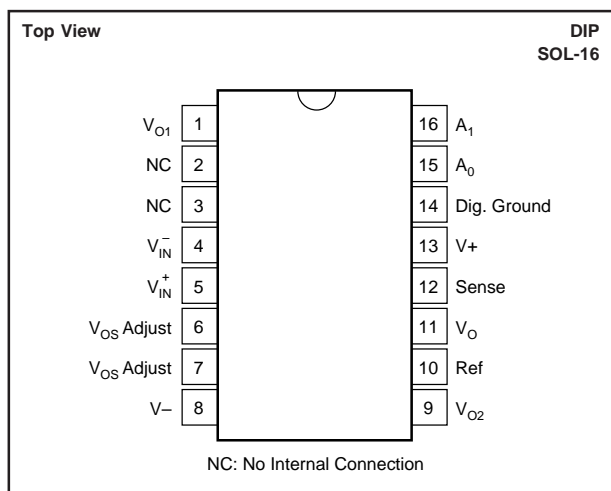 Top View
DIP
SOL-16
V_O1 1
NC 2
NC 3
V_IN^– 4
V_IN^+ 5
V_OS Adjust 6
V_OS Adjust 7
V– 8
16 A_1
15 A_0
14 Dig. Ground
13 V+
12 Sense
11 V_O
10 Ref
9 V_O2
NC: No Internal Connection